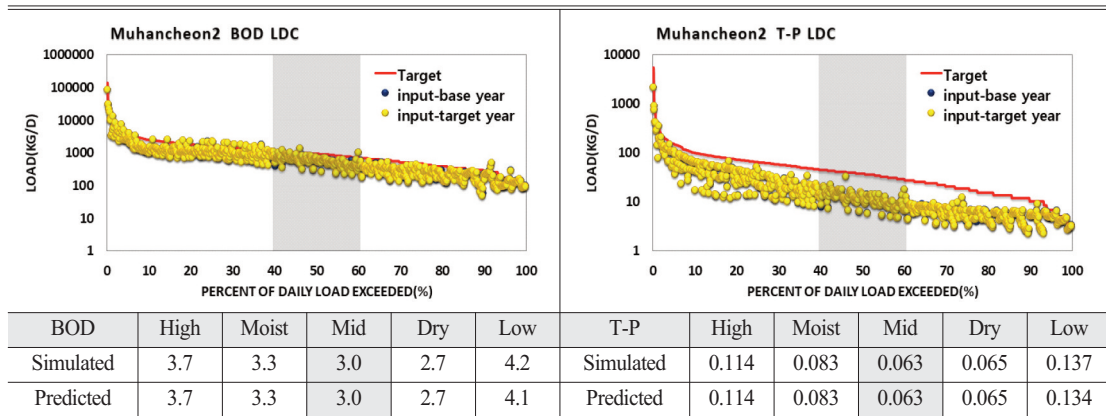 Muhancheon2 BOD LDC
1000000
100000
10000
1000
100
10
1
LOAD(KG/D)
Target
input-base year
input-target year
0 10 20 30 40 50 60 70 80 90 100
PERCENT OF DAILY LOAD EXCEEDED(%)
Muhancheon2 T-P LDC
10000
1000
100
10
1
LOAD(KG/D)
Target
input-base year
input-target year
0 10 20 30 40 50 60 70 80 90 100
PERCENT OF DAILY LOAD EXCEEDED(%)
BOD High Moist Mid Dry Low T-P High Moist Mid Dry Low
Simulated 3.7 3.3 3.0 2.7 4.2 Simulated 0.114 0.083 0.063 0.065 0.137
Predicted 3.7 3.3 3.0 2.7 4.1 Predicted 0.114 0.083 0.063 0.065 0.134